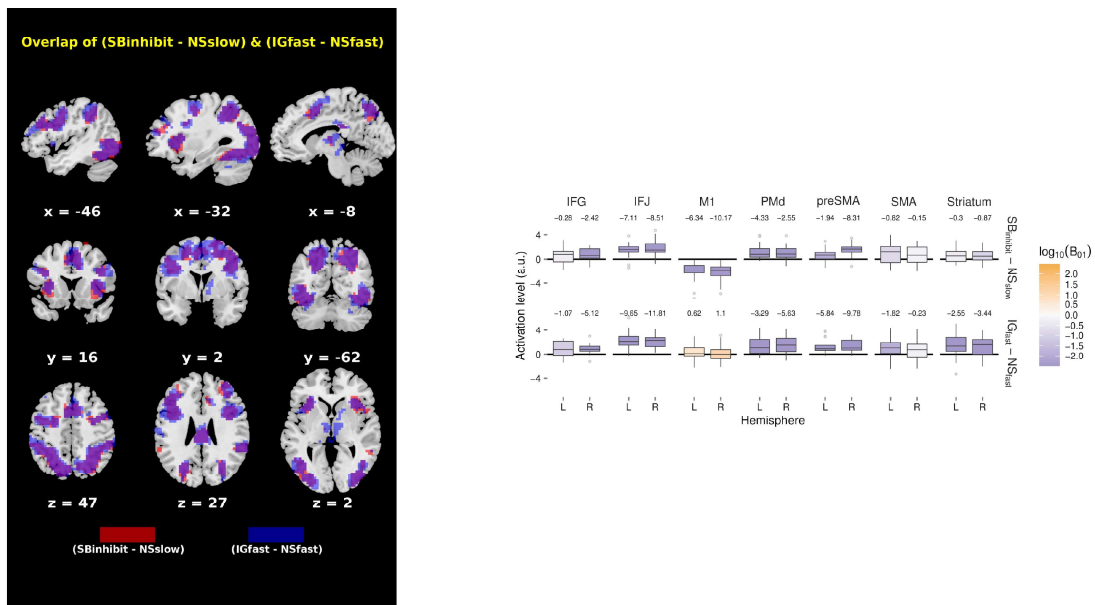 Overlap of (SBinhibit - NSslow) & (IGfast - NSfast)
x = -46 x = -32 x = -8
y = 16 y = 2 y = -62
z = 47 z = 27 z = 2
(SBinhibit - NSslow) (IGfast - NSfast)
IFG IFJ M1 PMd preSMA SMA Striatum
−0.26 −2.42 −7.11 −8.51 −6.34 −10.17 −4.33 −2.55 −1.94 −8.31 −0.62 −0.15 −0.3 −0.87
4
0
−4
SBinhibit − NSslow
−1.07 −5.12 −9.65 −11.81 0.62 1.1 −3.29 −5.63 −5.84 −9.78 −1.82 −0.23 −2.55 −3.44
4
0
−4
IGfast − NSfast
Activation level (ε.u.)
L R L R L R L R L R L R L R
Hemisphere
log10(B01)
2.0
1.5
1.0
0.5
0.0
−0.5
−1.0
−1.5
−2.0